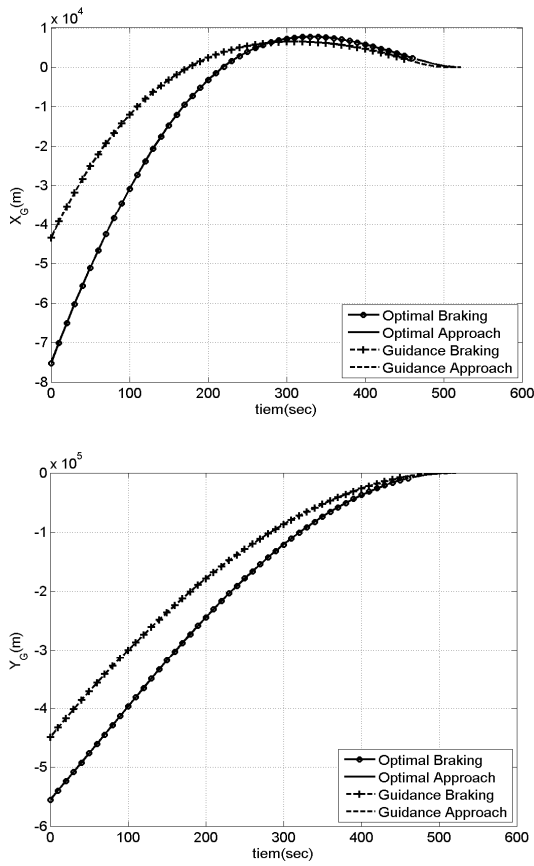 x 10^4
1
0
-1
-2
-3
-4
-5
-6
-7
-8
X_G(m)
0 100 200 300 400 500 600
tiem(sec)
Optimal Braking
Optimal Approach
Guidance Braking
Guidance Approach
x 10^5
0
-1
-2
-3
-4
-5
-6
Y_G(m)
0 100 200 300 400 500 600
tiem(sec)
Optimal Braking
Optimal Approach
Guidance Braking
Guidance Approach